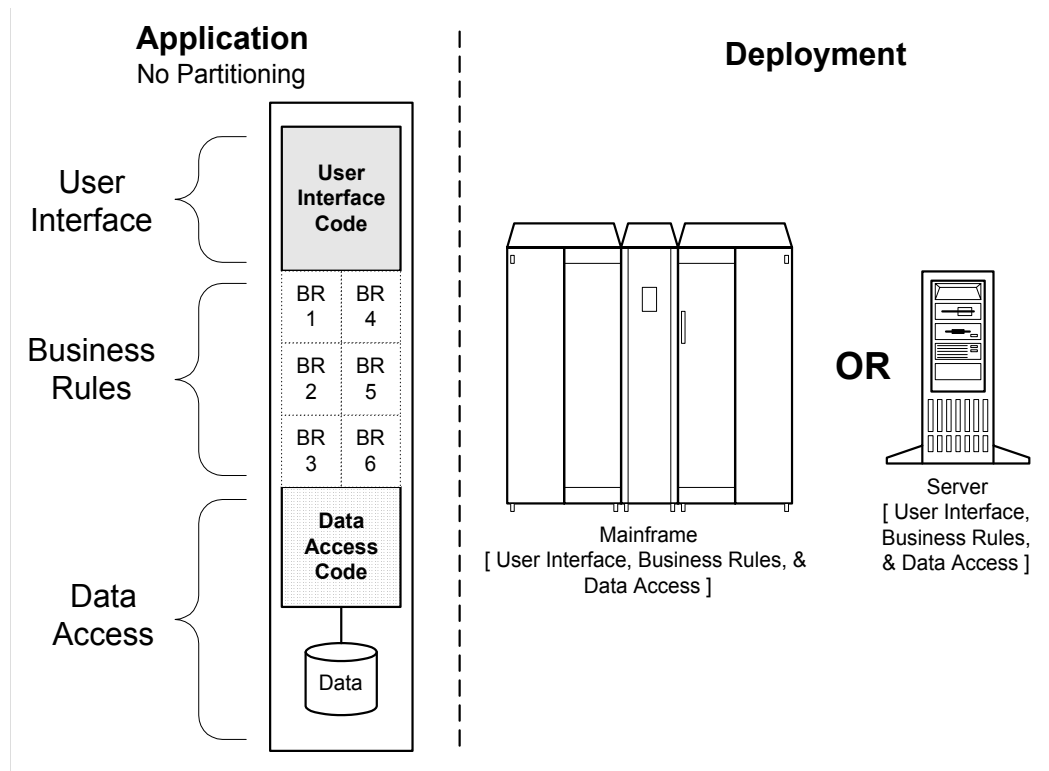 Application
No Partitioning
Deployment
User
Interface
User
Interface
Code
BR
1
BR
4
Business
Rules
BR
2
BR
5
BR
3
BR
6
OR
Data
Access
Data
Access
Code
Data
Mainframe
[ User Interface, Business Rules, &
Data Access ]
Server
[ User Interface,
Business Rules,
& Data Access ]